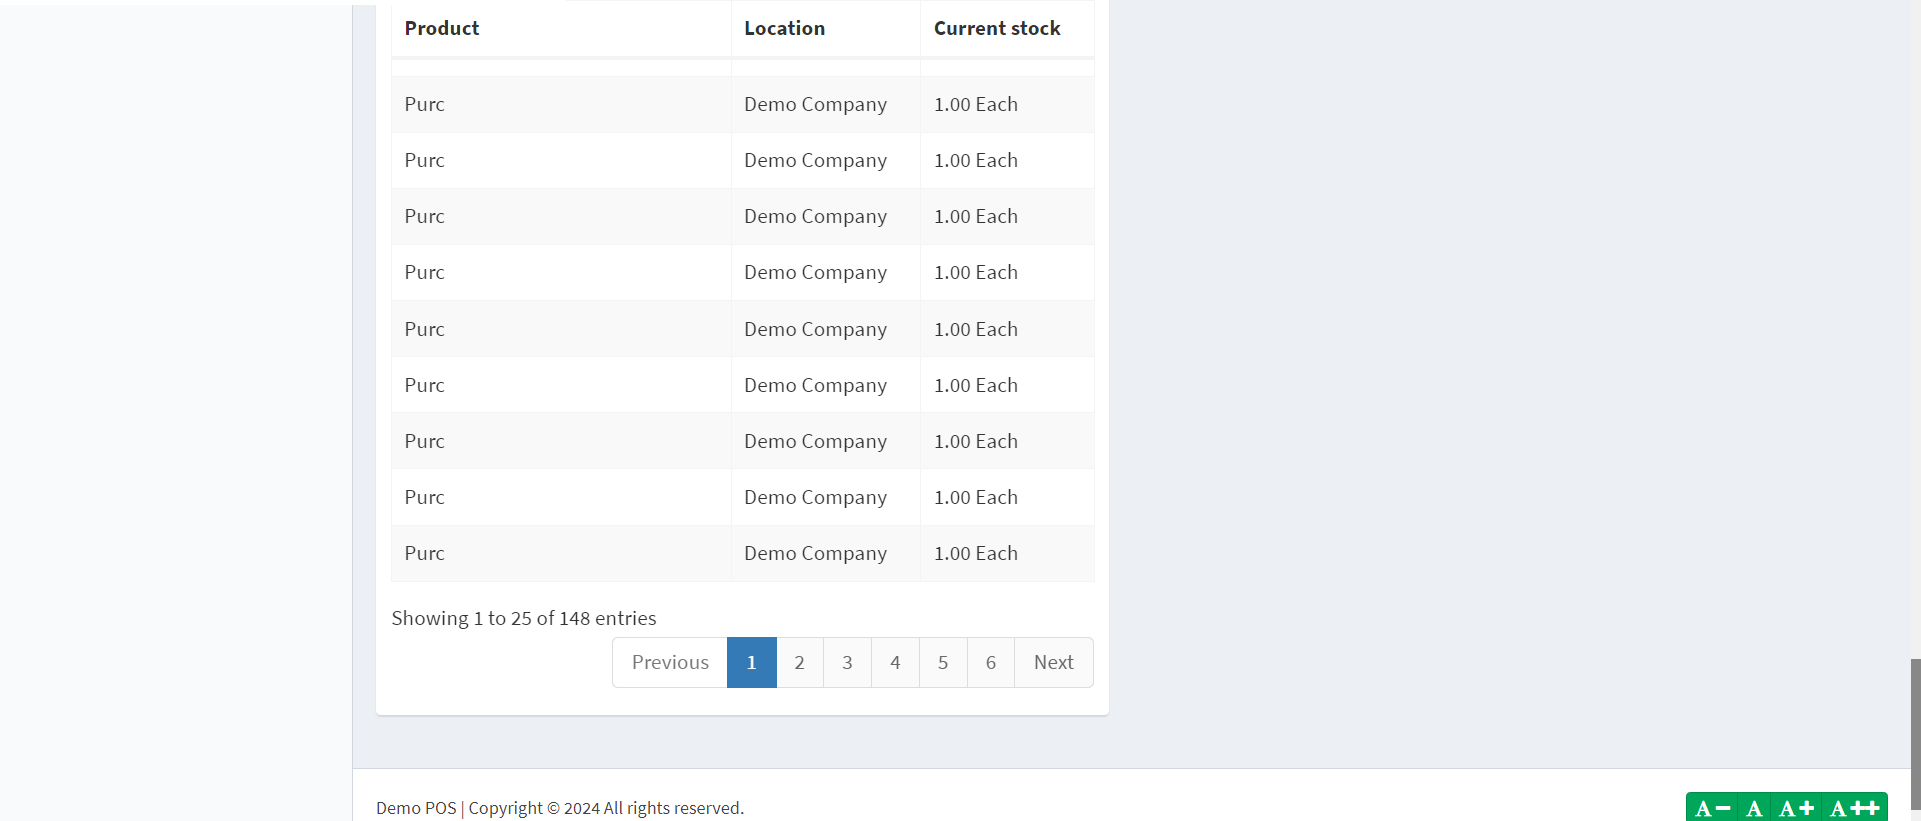 Product Location Current stock
Purc Demo Company 1.00 Each
Purc Demo Company 1.00 Each
Purc Demo Company 1.00 Each
Purc Demo Company 1.00 Each
Purc Demo Company 1.00 Each
Purc Demo Company 1.00 Each
Purc Demo Company 1.00 Each
Purc Demo Company 1.00 Each
Purc Demo Company 1.00 Each
Showing 1 to 25 of 148 entries
Previous 1 2 3 4 5 6 Next
Demo POS | Copyright © 2024 All rights reserved.
A- A A+ A++